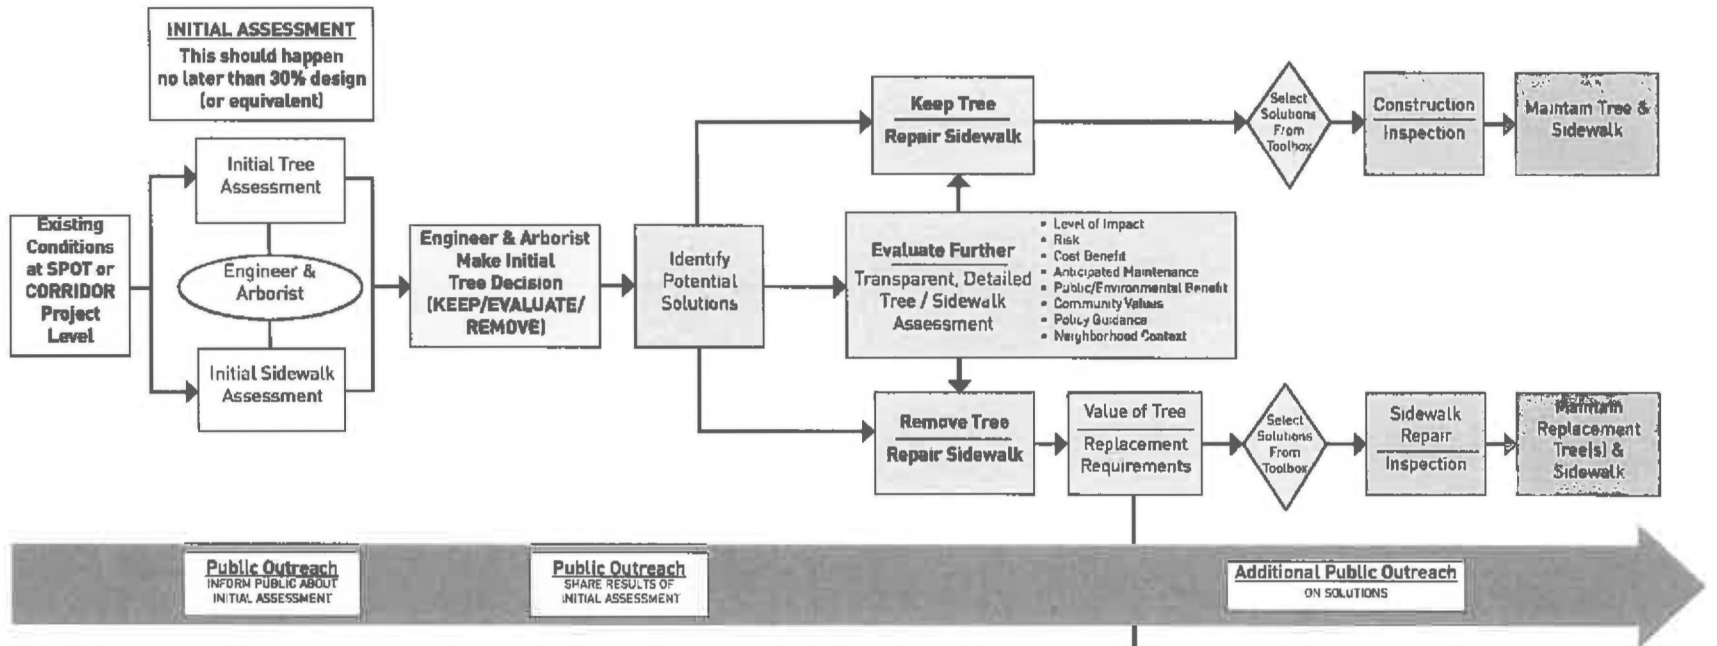 INITIAL ASSESSMENT
This should happen
no later than 30% design
(or equivalent)
Existing
Conditions
at SPOT or
CORRIDOR
Project
Level
Initial Tree
Assessment
Engineer &
Arborist
Initial Sidewalk
Assessment
Engineer & Arborist
Make Initial
Tree Decision
(KEEP/EVALUATE/
REMOVE)
Identify
Potential
Solutions
Keep Tree
Repair Sidewalk
Select
Solutions
From
Toolbox
Construction
Inspection
Maintain Tree &
Sidewalk
Evaluate Further
Transparent, Detailed
Tree / Sidewalk
Assessment
• Level of Impact
• Risk
• Cost Benefit
• Anticipated Maintenance
• Public/Environmental Benefit
• Community Values
• Policy Guidance
• Neighborhood Context
Remove Tree
Repair Sidewalk
Value of Tree
Replacement
Requirements
Select
Solutions
From
Toolbox
Sidewalk
Repair
Inspection
Maintain
Replacement
Tree(s) &
Sidewalk
Public Outreach
INFORM PUBLIC ABOUT
INITIAL ASSESSMENT
Public Outreach
SHARE RESULTS OF
INITIAL ASSESSMENT
Additional Public Outreach
ON SOLUTIONS